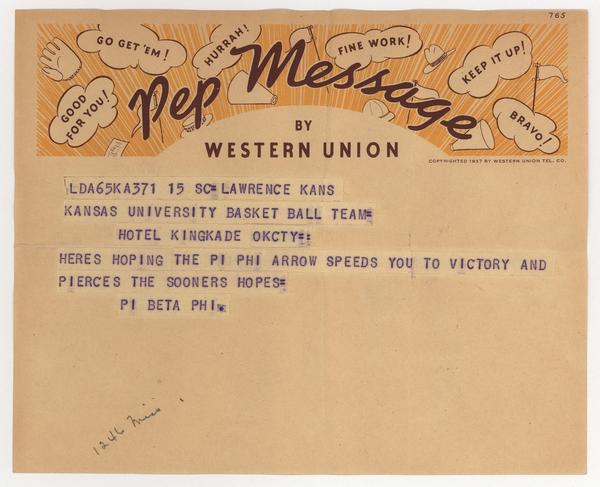 765
GO GET 'EM!
HURRAH!
FINE WORK!
KEEP IT UP!
GOOD
FOR YOU!
BRAVO!
Pep Message
BY
WESTERN UNION
COPYRIGHTED 1937 BY WESTERN UNION TEL. CO.
LDA65KA371 15 SC=LAWRENCE KANS
KANSAS UNIVERSITY BASKET BALL TEAM=
HOTEL KINGKADE OKCTY=:
HERES HOPING THE PI PHI ARROW SPEEDS YOU TO VICTORY AND
PIERCES THE SOONERS HOPES=
PI BETA PHI.
1246 Miss